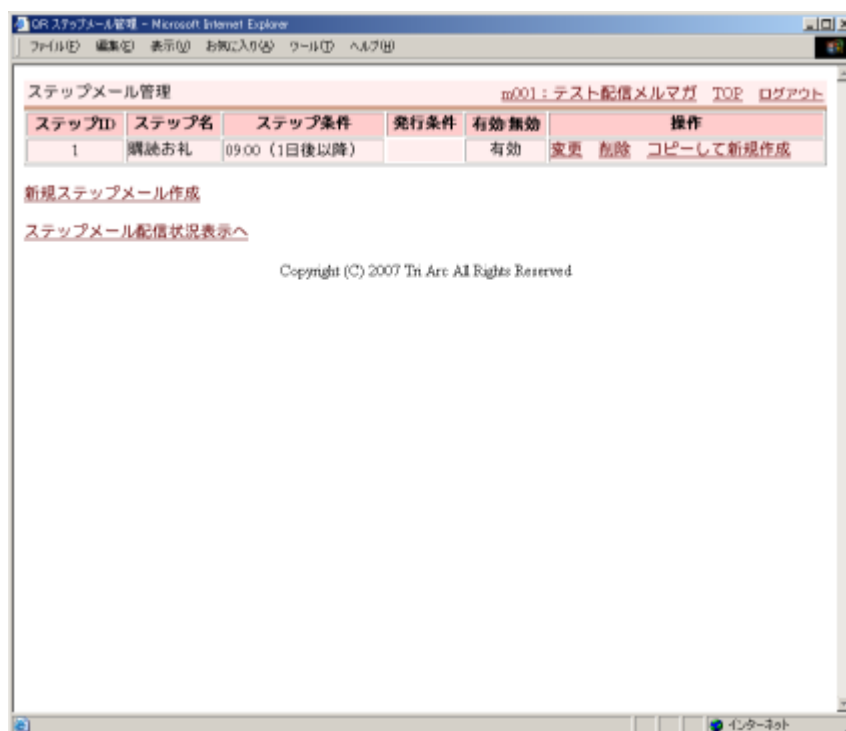 QR ステップメール管理 - Microsoft Internet Explorer
ファイル(F) 編集(E) 表示(V) お気に入り(A) ツール(T) ヘルプ(H)
ステップメール管理 m001：テスト配信メルマガ TOP ログアウト
ステップID ステップ名 ステップ条件 発行条件 有効無効 操作
1 購読お礼 09:00（1日後以降） 有効 変更 削除 コピーして新規作成
新規ステップメール作成
ステップメール配信状況表示へ
Copyright (C) 2007 Tri Arc All Rights Reserved
インターネット